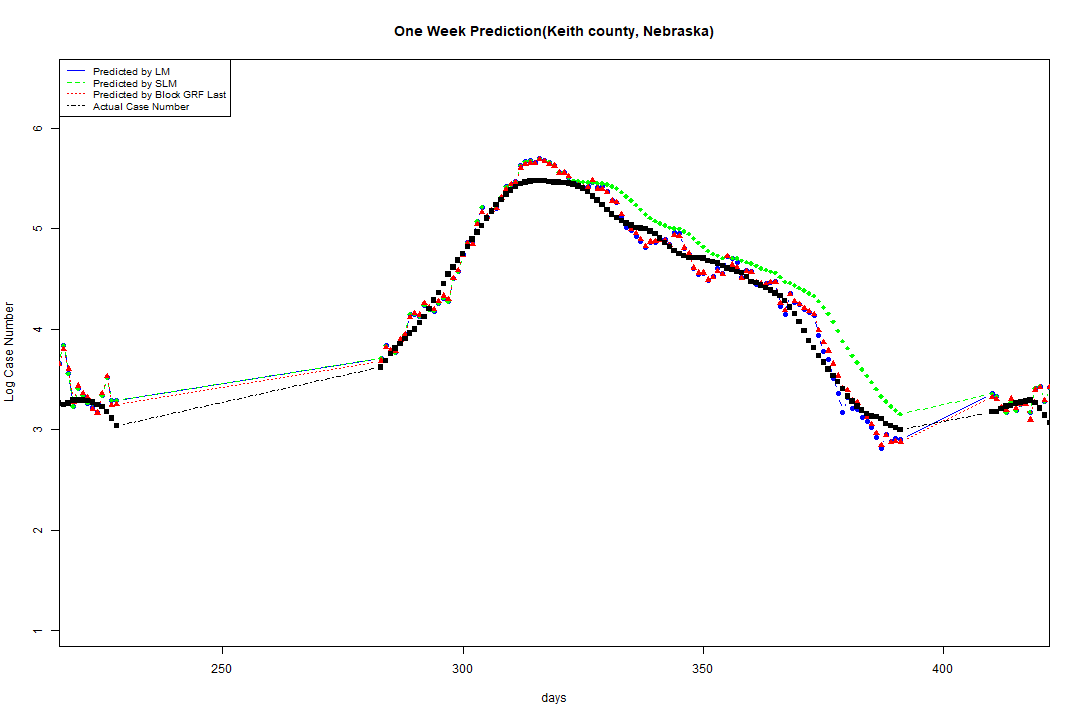 One Week Prediction(Keith county, Nebraska)
Predicted by LM
Predicted by SLM
Predicted by Block GRF Last
Actual Case Number
Log Case Number
6
5
4
3
2
1
250 300 350 400
days